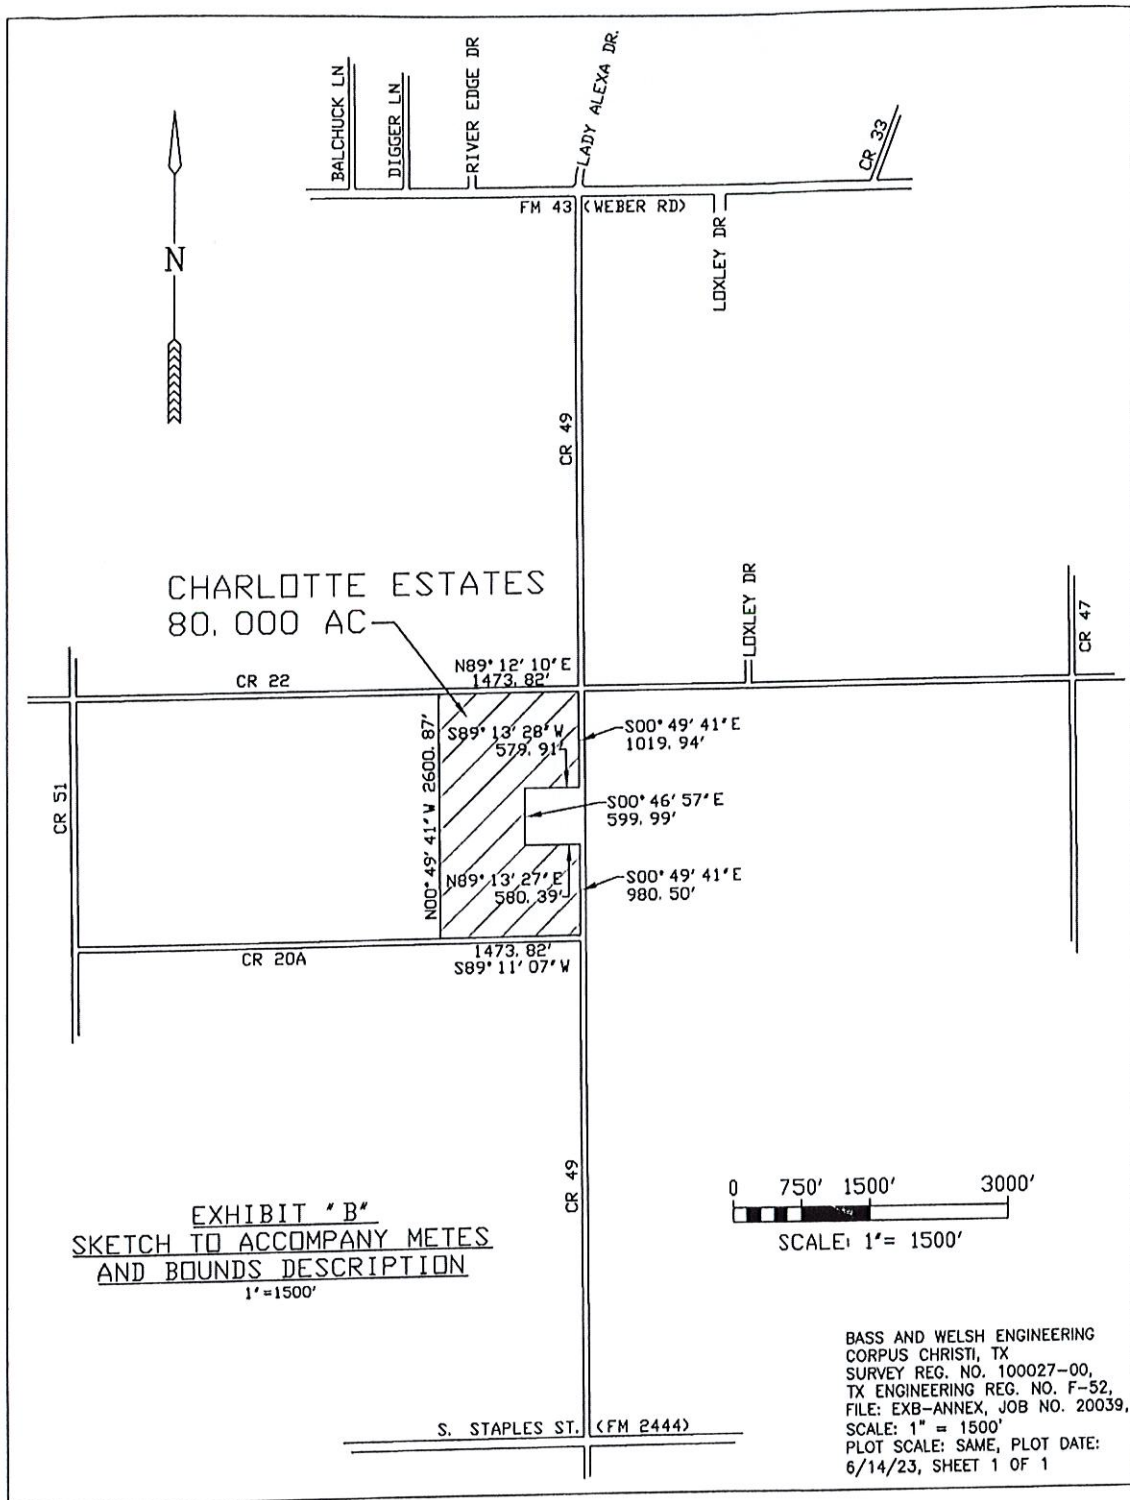 BALCHUCK LN
DIGGER LN
RIVER EDGE DR
LADY ALEXA DR.
CR 33
FM 43 (WEBER RD)
LOXLEY DR
N
CR 49
CHARLOTTE ESTATES
80.000 AC
LOXLEY DR
CR 47
N89°12'10"E
1473.82'
CR 22
S89°13'28"W
579.91'
S00°49'41"E
1019.94'
N00°49'41"W 2600.87'
CR 51
S00°46'57"E
599.99'
N89°13'27"E
580.39'
S00°49'41"E
980.50'
CR 20A
1473.82'
S89°11'07"W
CR 49
EXHIBIT "B"
SKETCH TO ACCOMPANY METES
AND BOUNDS DESCRIPTION
1"=1500'
0 750' 1500' 3000'
SCALE: 1"= 1500'
S. STAPLES ST. (FM 2444)
BASS AND WELSH ENGINEERING
CORPUS CHRISTI, TX
SURVEY REG. NO. 100027-00,
TX ENGINEERING REG. NO. F-52,
FILE: EXB-ANNEX, JOB NO. 20039,
SCALE: 1" = 1500'
PLOT SCALE: SAME, PLOT DATE:
6/14/23, SHEET 1 OF 1